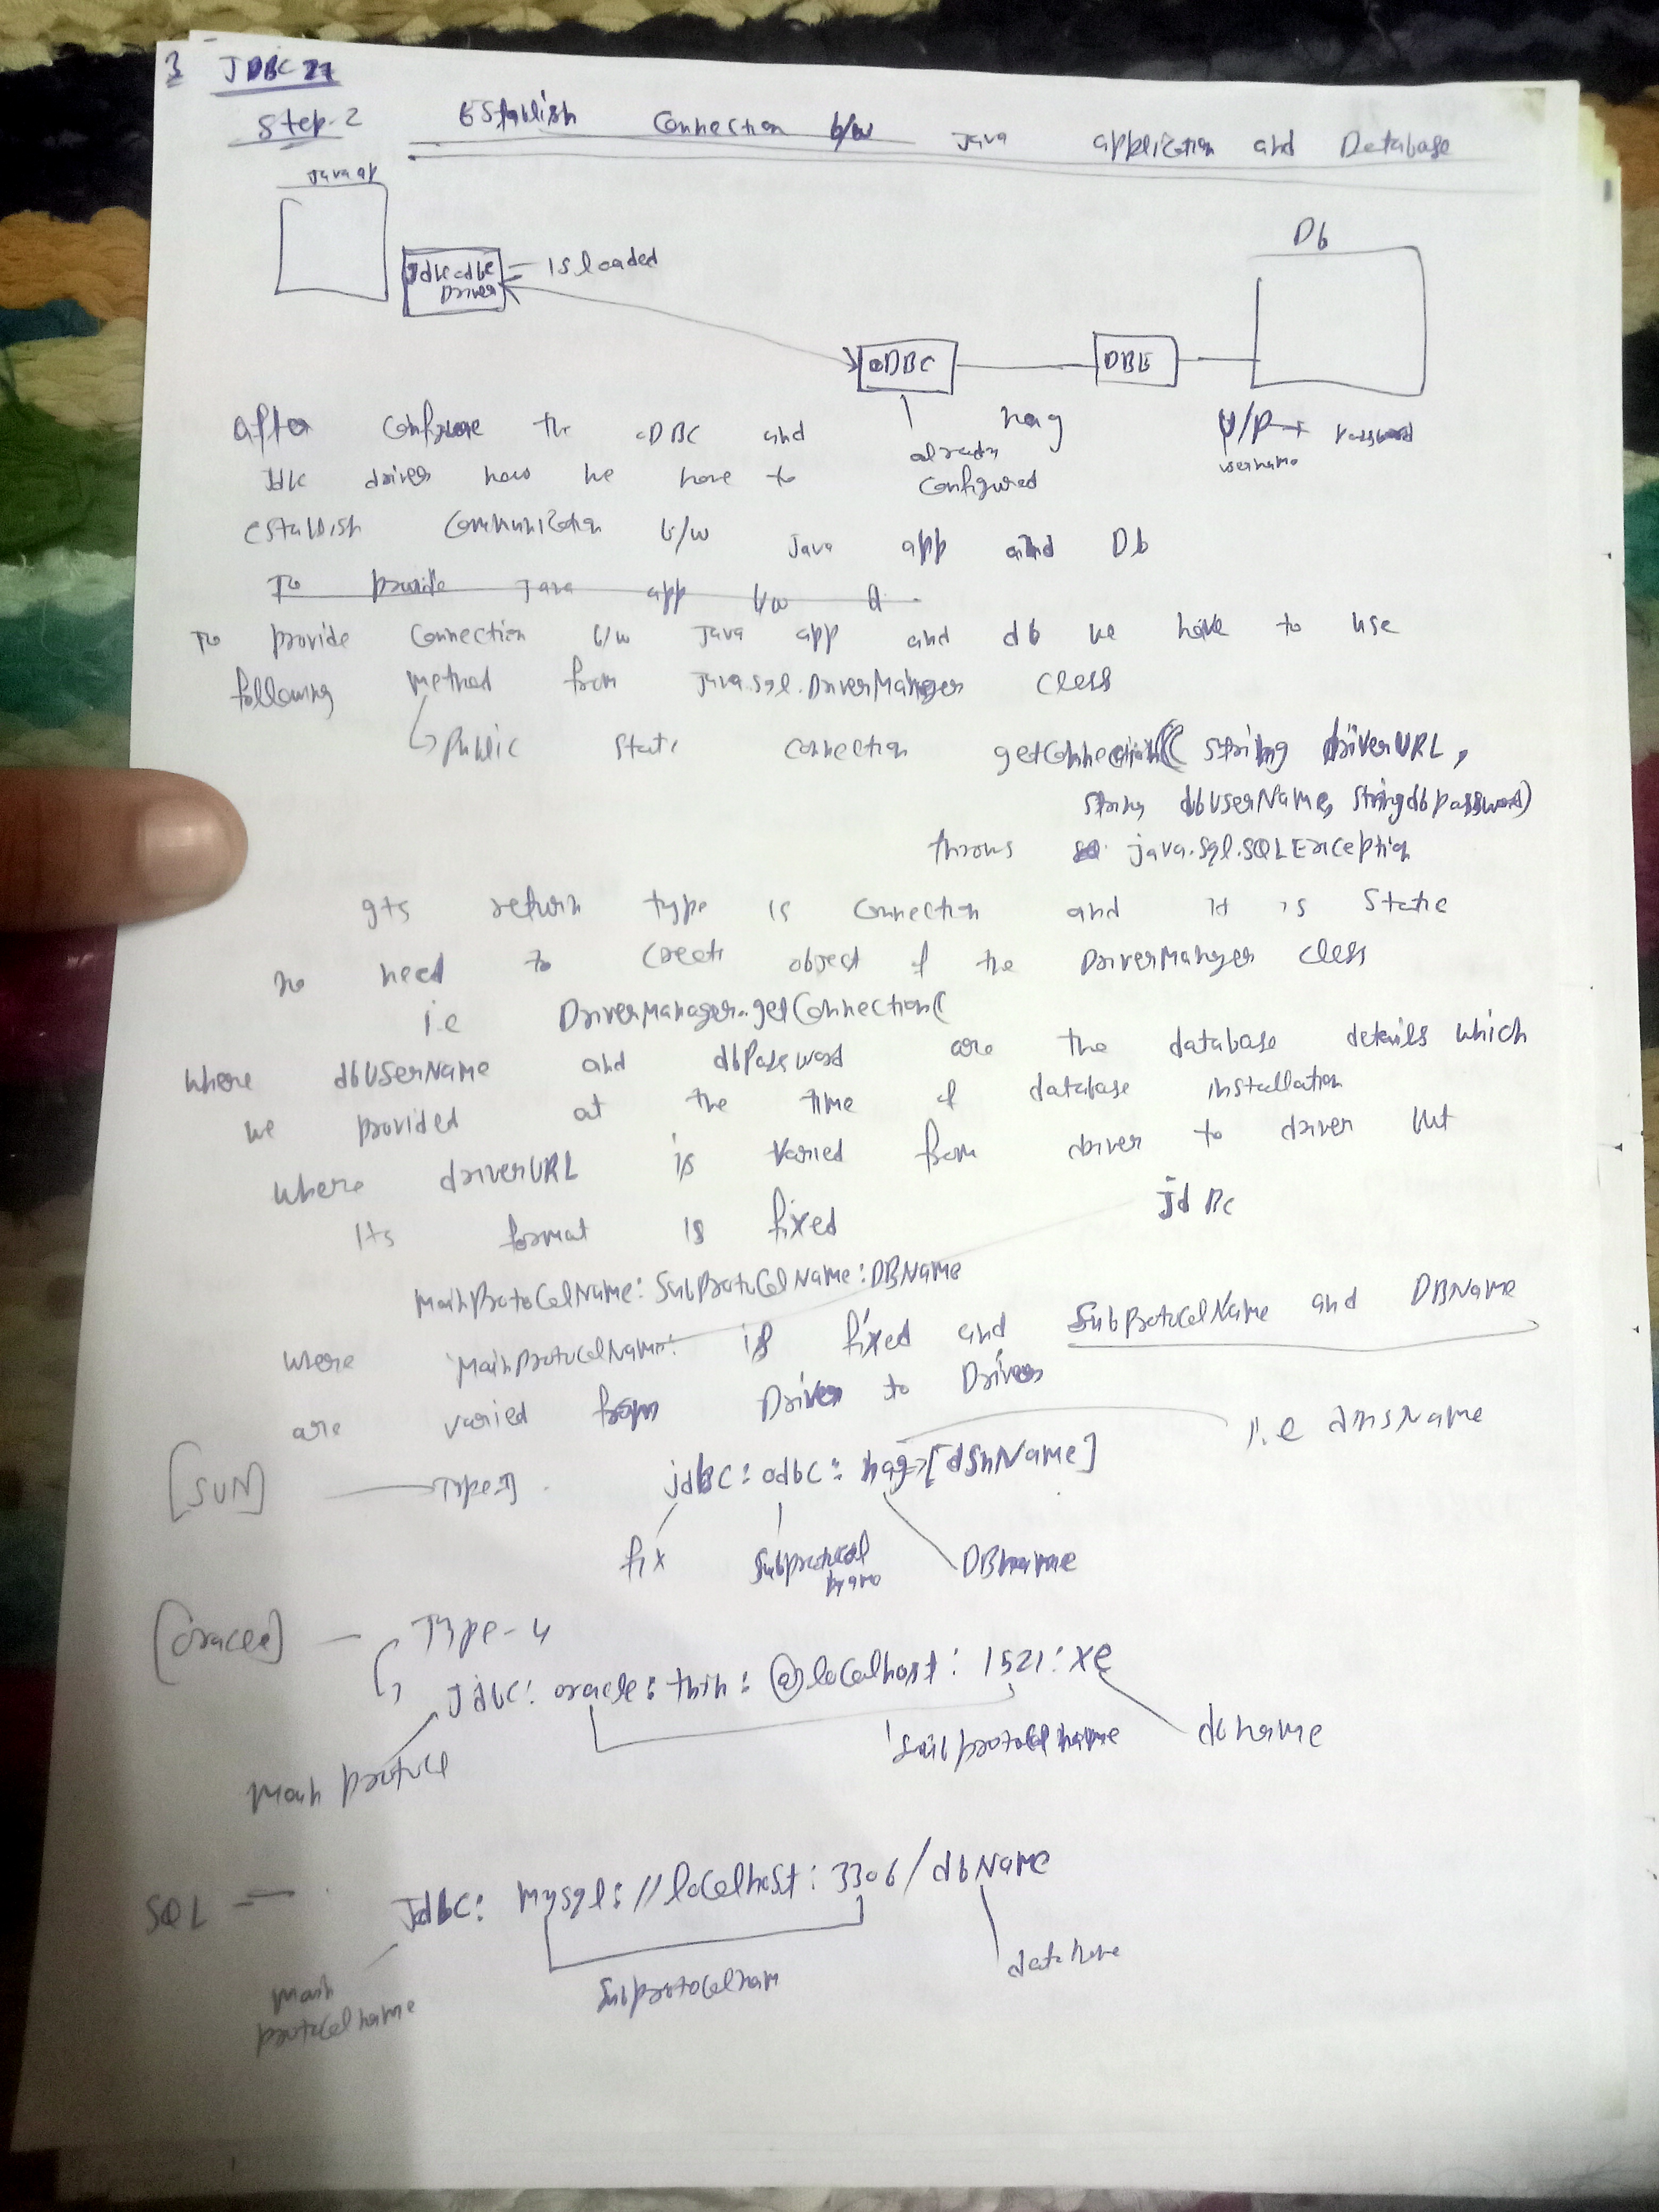 3 JDBC 27
Step-2 Establish Connection b/w Java application and Database
Java ap
Db
Jdbc odbc Driver = is loaded
ODBC
DBE
already configured
nag
U/P → password
username
after configure the ODBC and
Jdbc driver now we have to
establish communication b/w Java app and Db
To provide Java app b/w
To provide connection b/w Java app and db we have to use
following method from java.sql.DriverManager class
public static connection getConnection(String driverURL,
String dbUserName, String dbpassword)
throws java.sql.SQLException
its return type is connection and it is static
no need to create object of the DriverManager class
i.e DriverManager.getConnection(
where dbUserName and dbPassword are the database details which
we provided at the time of database installation
where driverURL is varied from driver to driver but
its format is fixed
jdbc
MainProtocolName: SubProtocolName: DBName
where MainProtocolName: is fixed and SubProtocolName and DBName
are varied from Driver to Driver
i.e dnsName
[SUN] Type-1 jdbc: odbc: nag→[dsnName]
fix
Subprotocol name
DBname
[oracle] - Type-4
Jdbc: oracle: thin: @localhost: 1521: xe
main protocol
Subprotocol name
dbname
SQL - Jdbc: mysql: //localhost: 3306/dbName
main protocol name
Subprotocolnam